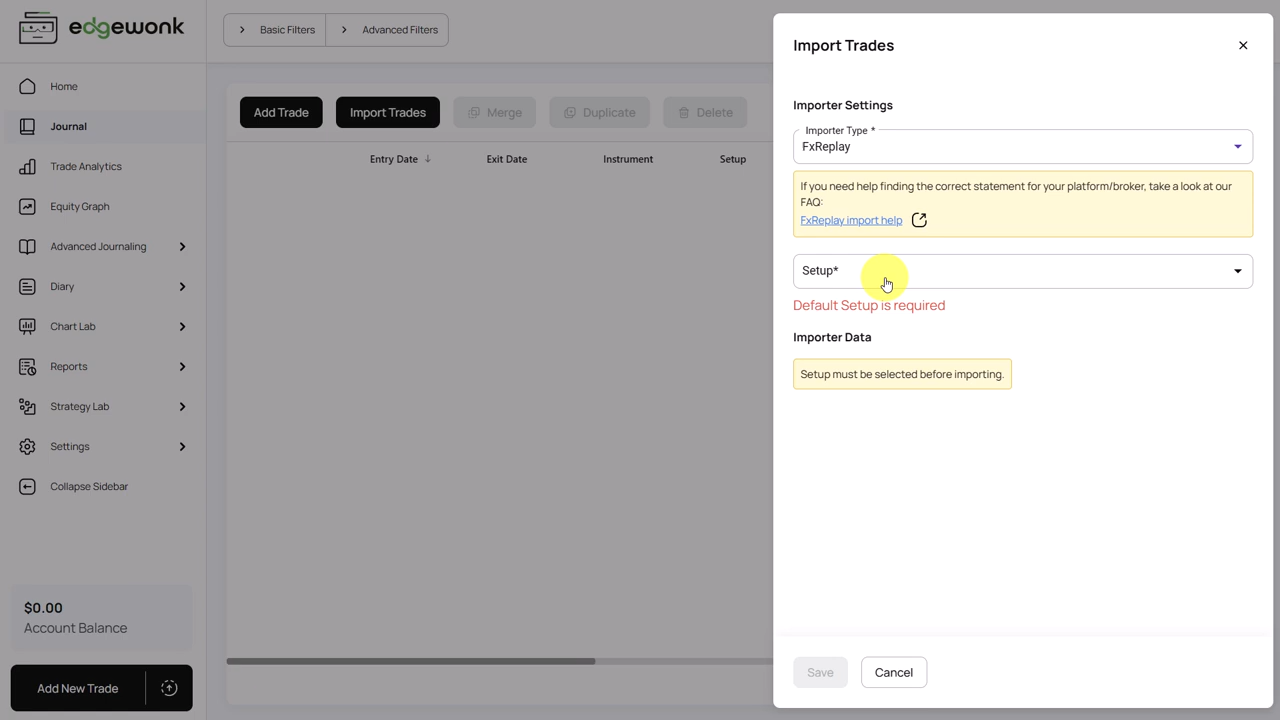 edgewonk
Basic Filters
Advanced Filters
Home
Journal
Trade Analytics
Equity Graph
Advanced Journaling
Diary
Chart Lab
Reports
Strategy Lab
Settings
Collapse Sidebar
$0.00
Account Balance
Add New Trade
Add Trade
Import Trades
Merge
Duplicate
Delete
Entry Date
Exit Date
Instrument
Setup
Import Trades
Importer Settings
Importer Type *
FxReplay
If you need help finding the correct statement for your platform/broker, take a look at our
FAQ:
FxReplay import help
Setup*
Default Setup is required
Importer Data
Setup must be selected before importing.
Save
Cancel